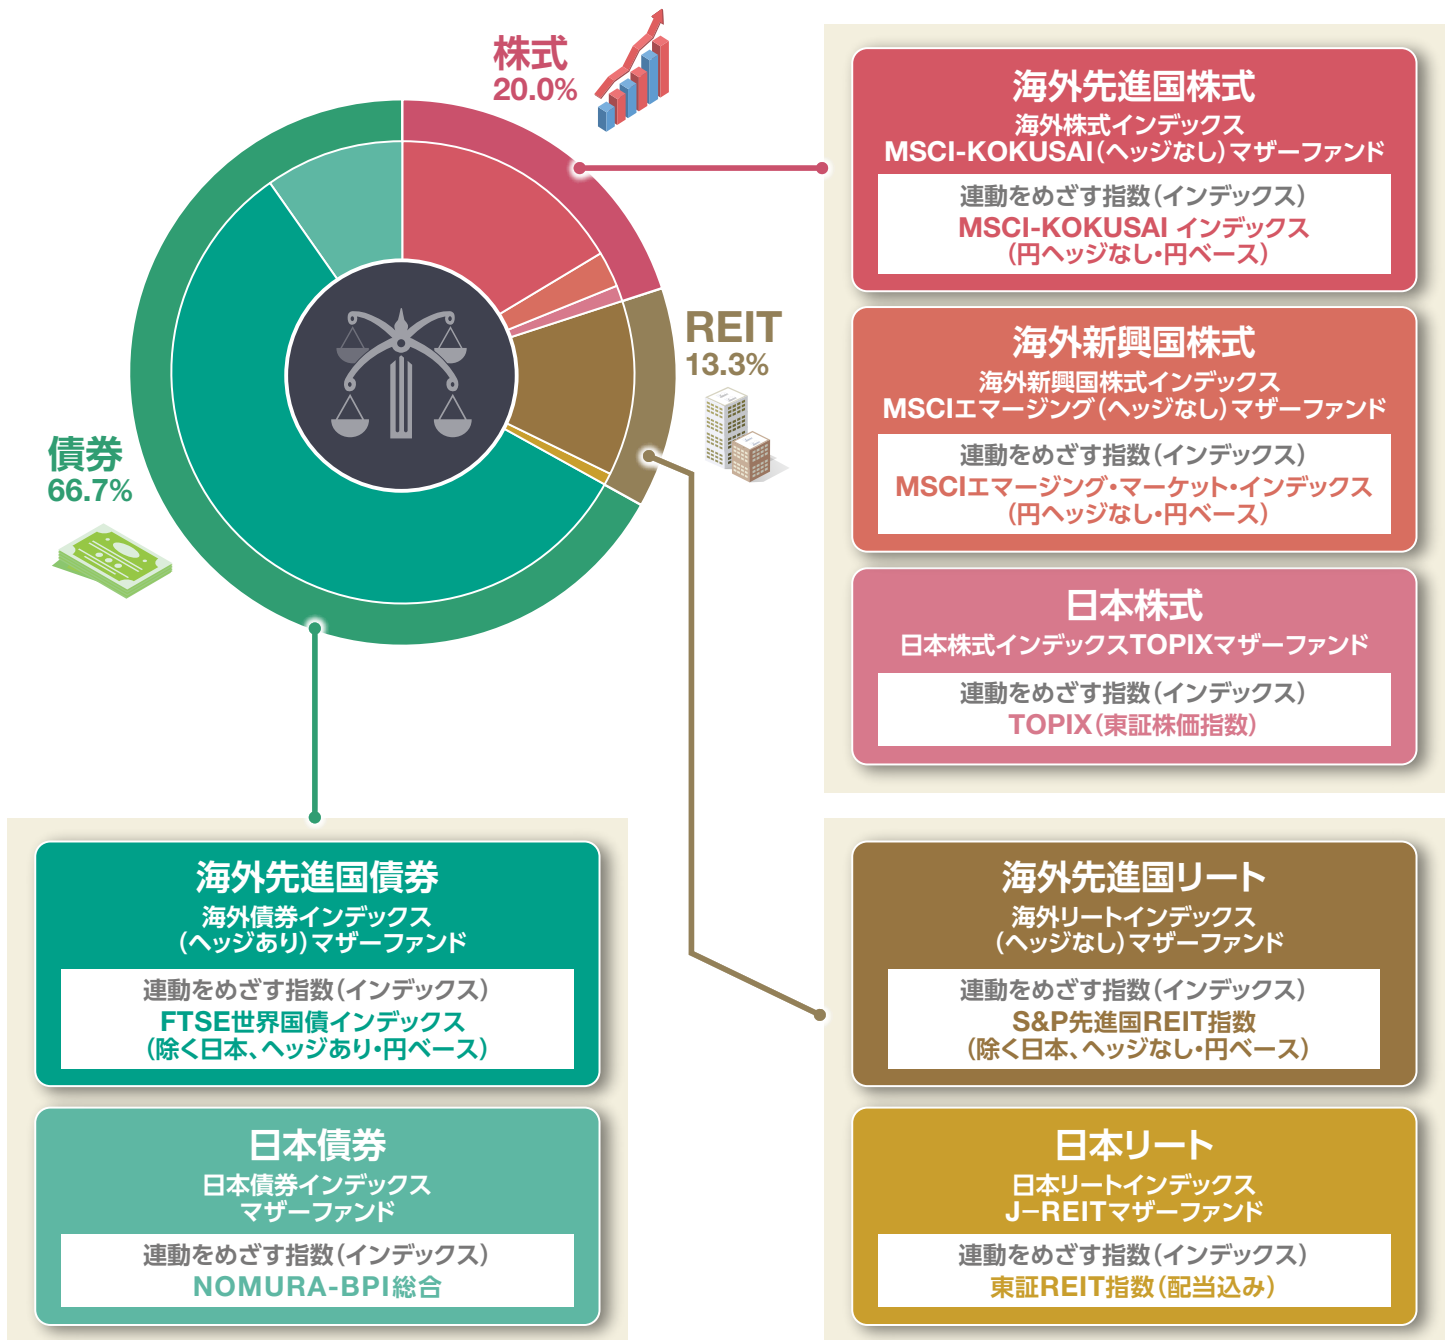 株式
20.0%
REIT
13.3%
債券
66.7%
海外先進国株式
海外株式インデックス
MSCI-KOKUSAI(ヘッジなし)マザーファンド
連動をめざす指数(インデックス)
MSCI-KOKUSAI インデックス
(円ヘッジなし・円ベース)
海外新興国株式
海外新興国株式インデックス
MSCIエマージング(ヘッジなし)マザーファンド
連動をめざす指数(インデックス)
MSCIエマージング・マーケット・インデックス
(円ヘッジなし・円ベース)
日本株式
日本株式インデックスTOPIXマザーファンド
連動をめざす指数(インデックス)
TOPIX(東証株価指数)
海外先進国債券
海外債券インデックス
(ヘッジあり)マザーファンド
連動をめざす指数(インデックス)
FTSE世界国債インデックス
(除く日本、ヘッジあり・円ベース)
日本債券
日本債券インデックス
マザーファンド
連動をめざす指数(インデックス)
NOMURA-BPI総合
海外先進国リート
海外リートインデックス
(ヘッジなし)マザーファンド
連動をめざす指数(インデックス)
S&P先進国REIT指数
(除く日本、ヘッジなし・円ベース)
日本リート
日本リートインデックス
J-REITマザーファンド
連動をめざす指数(インデックス)
東証REIT指数(配当込み)